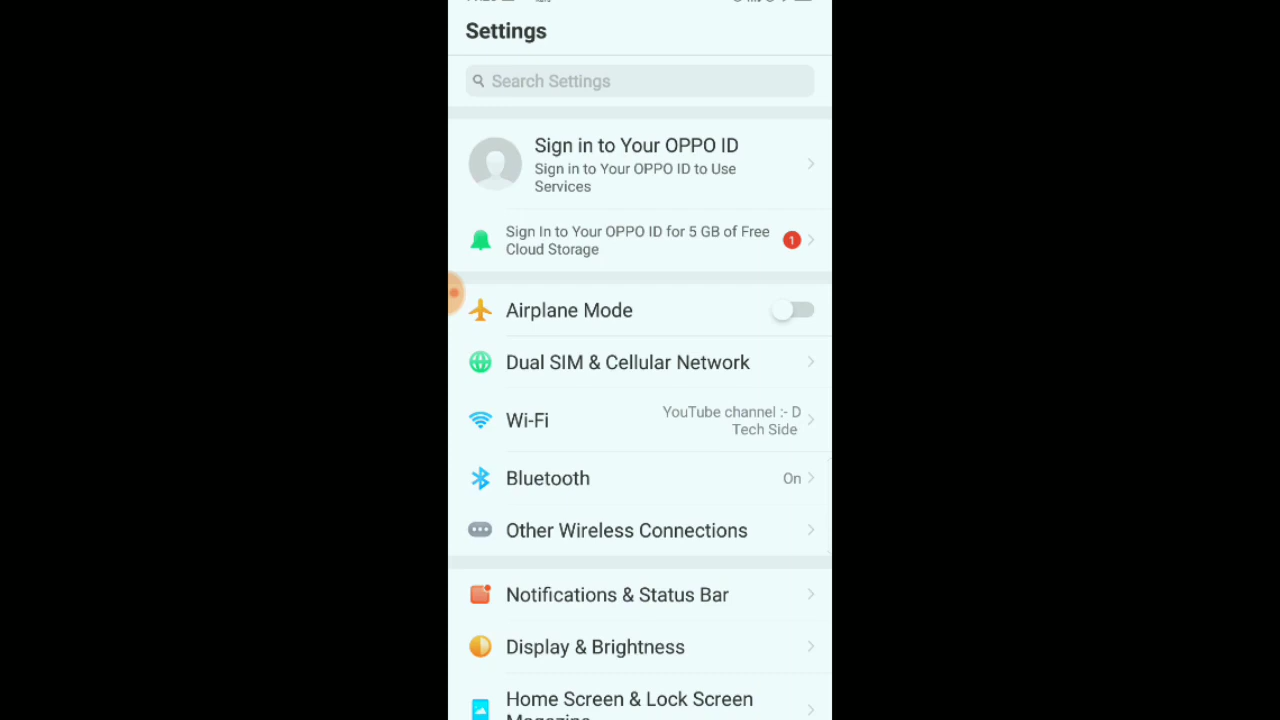 Settings
Search Settings
Sign in to Your OPPO ID
Sign in to Your OPPO ID to Use
Services
Sign In to Your OPPO ID for 5 GB of Free
Cloud Storage
1
Airplane Mode
Dual SIM & Cellular Network
Wi-Fi
YouTube channel :- D
Tech Side
Bluetooth
On
Other Wireless Connections
Notifications & Status Bar
Display & Brightness
Home Screen & Lock Screen
Magazine